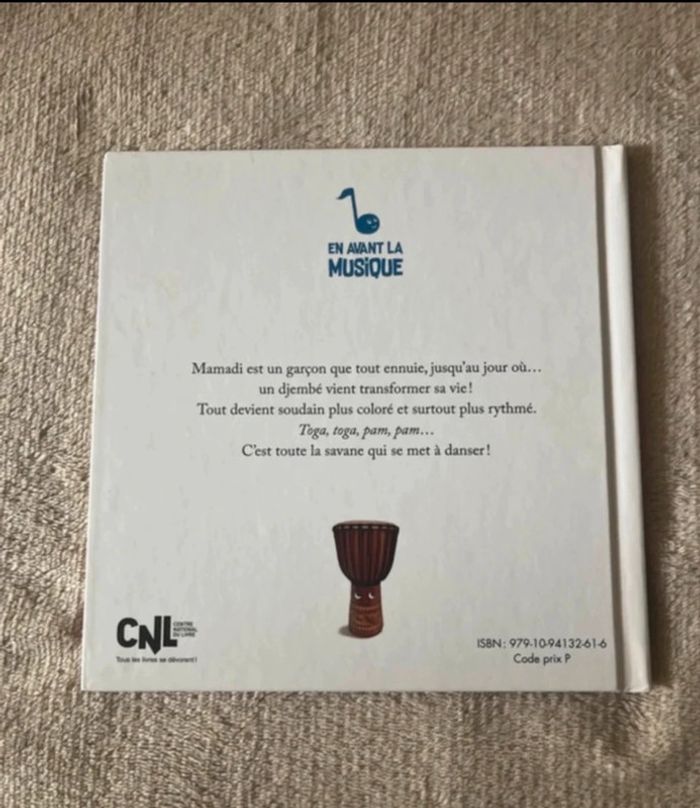 EN AVANT LA
MUSiQUE
Mamadi est un garçon que tout ennuie, jusqu'au jour où…
un djembé vient transformer sa vie !
Tout devient soudain plus coloré et surtout plus rythmé.
Toga, toga, pam, pam…
C'est toute la savane qui se met à danser !
CNL
CENTRE
NATIONAL
DU LIVRE
Tous les livres se dévorent !
ISBN : 979-10-94132-61-6
Code prix P